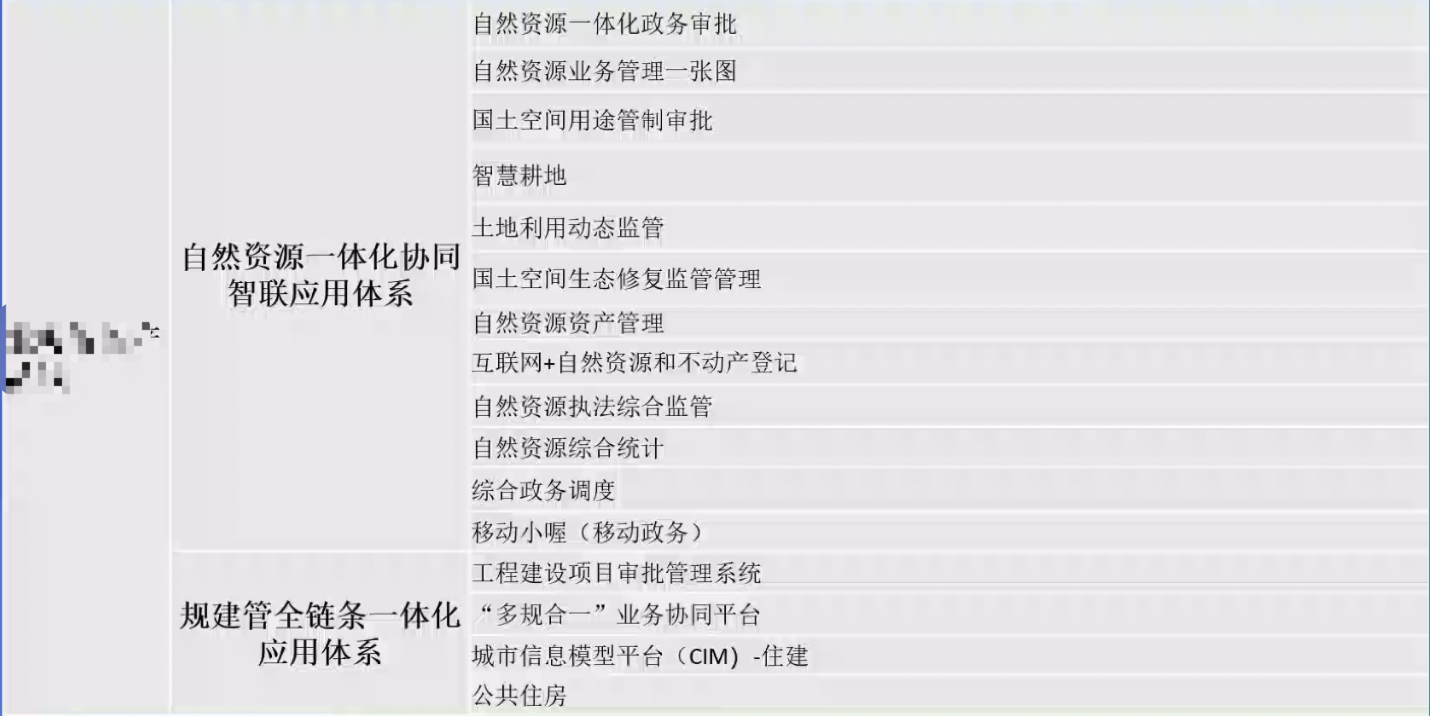 自然资源一体化政务审批
自然资源业务管理一张图
国土空间用途管制审批
智慧耕地
土地利用动态监管
自然资源一体化协同
智联应用体系
国土空间生态修复监管管理
自然资源资产管理
互联网+自然资源和不动产登记
自然资源执法综合监管
自然资源综合统计
综合政务调度
移动小喔（移动政务）
规建管全链条一体化
应用体系
工程建设项目审批管理系统
“多规合一”业务协同平台
城市信息模型平台（CIM）-住建
公共住房